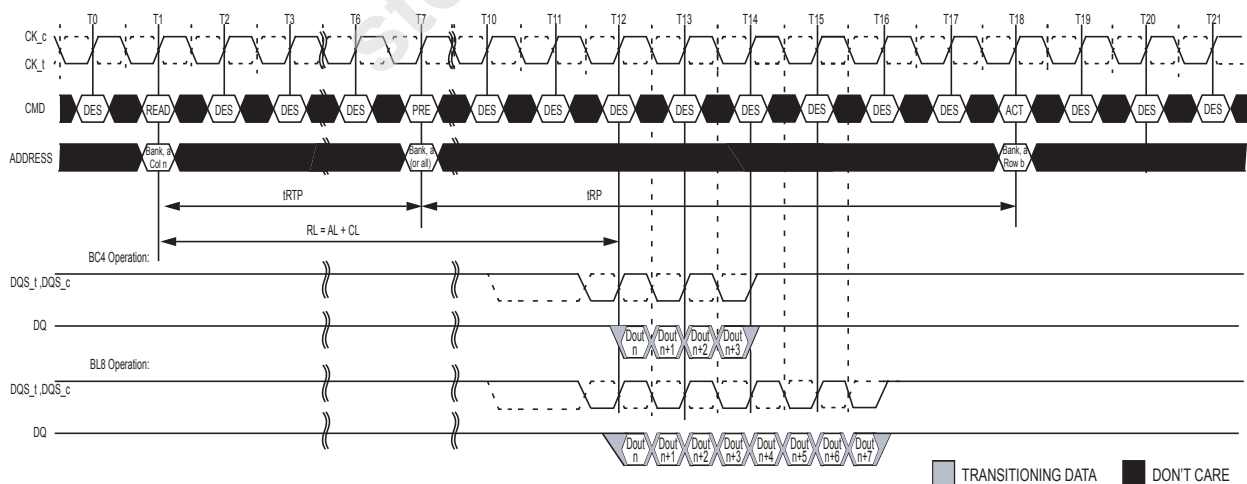 T0 T1 T2 T3 T6 T7 T10 T11 T12 T13 T14 T15 T16 T17 T18 T19 T20 T21
CK_c
CK_t
CMD DES READ DES DES DES PRE DES DES DES DES DES DES DES DES ACT DES DES DES
ADDRESS
Bank, a
Col n
Bank, a
(or all)
Bank, a
Row b
tRTP tRP
RL = AL + CL
BC4 Operation:
DQS_t ,DQS_c
DQ
Dout
n
Dout
n+1
Dout
n+2
Dout
n+3
BL8 Operation:
DQS_t ,DQS_c
DQ
Dout
n
Dout
n+1
Dout
n+2
Dout
n+3
Dout
n+4
Dout
n+5
Dout
n+6
Dout
n+7
TRANSITIONING DATA DON'T CARE